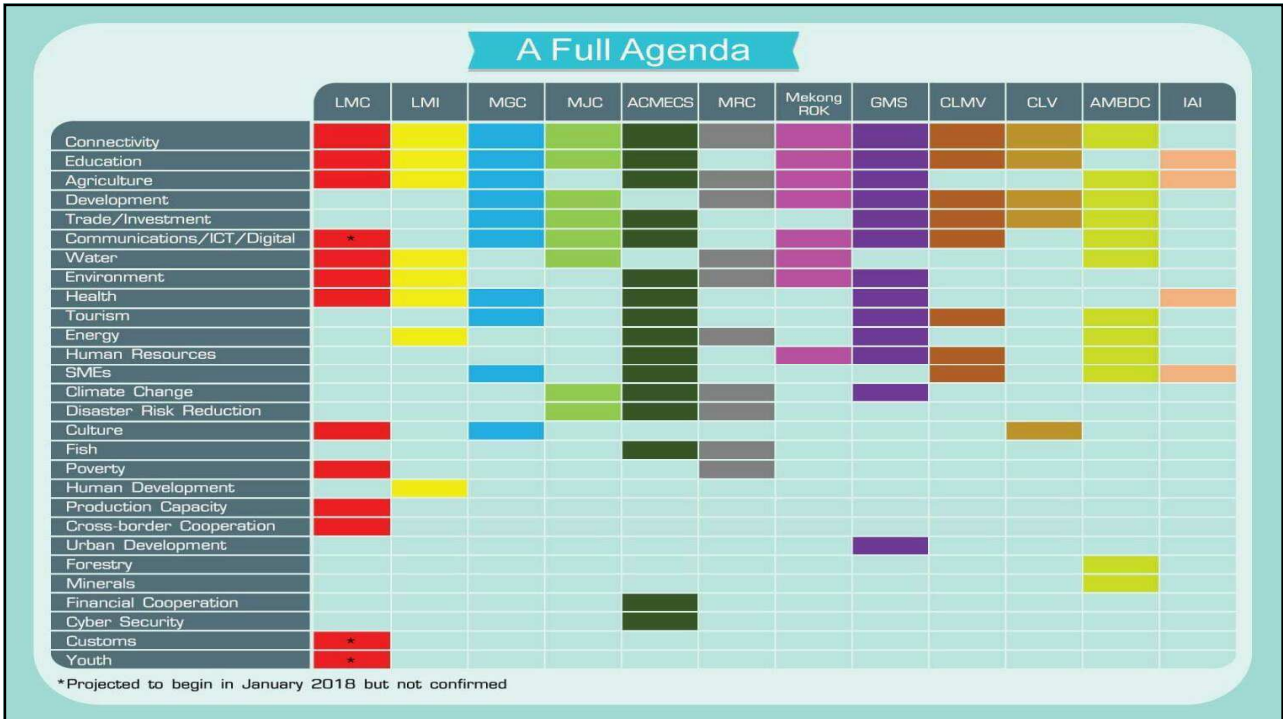 A Full Agenda
LMC LMI MGC MJC ACMECS MRC Mekong ROK GMS CLMV CLV AMBDC IAI
Connectivity
Education
Agriculture
Development
Trade/Investment
Communications/ICT/Digital *
Water
Environment
Health
Tourism
Energy
Human Resources
SMEs
Climate Change
Disaster Risk Reduction
Culture
Fish
Poverty
Human Development
Production Capacity
Cross-border Cooperation
Urban Development
Forestry
Minerals
Financial Cooperation
Cyber Security
Customs *
Youth *
*Projected to begin in January 2018 but not confirmed